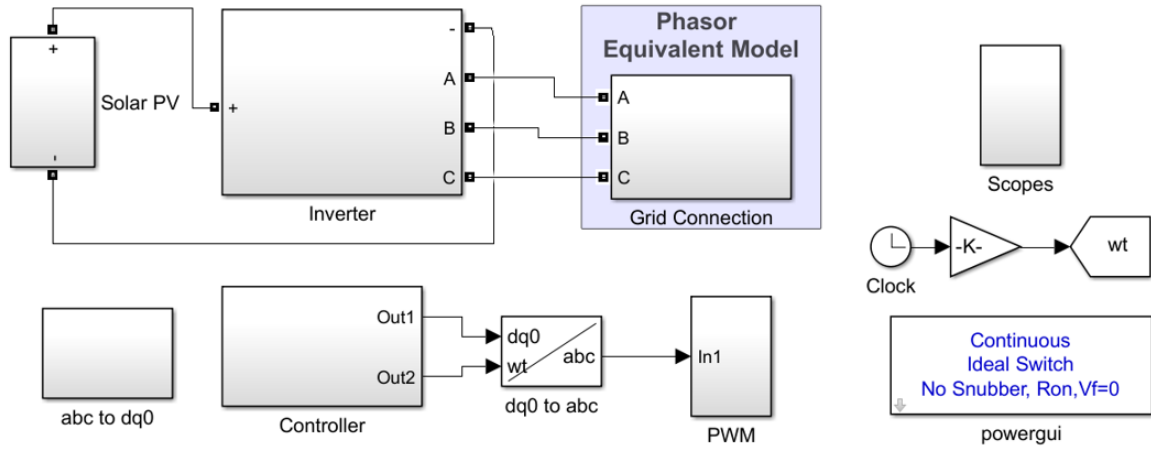 +
-
Solar PV
+
-
A
B
C
Inverter
Phasor
Equivalent Model
A
B
C
Grid Connection
Scopes
Clock
-K-
wt
abc to dq0
Out1
Out2
Controller
dq0
wt
abc
dq0 to abc
In1
PWM
Continuous
Ideal Switch
No Snubber, Ron,Vf=0
powergui